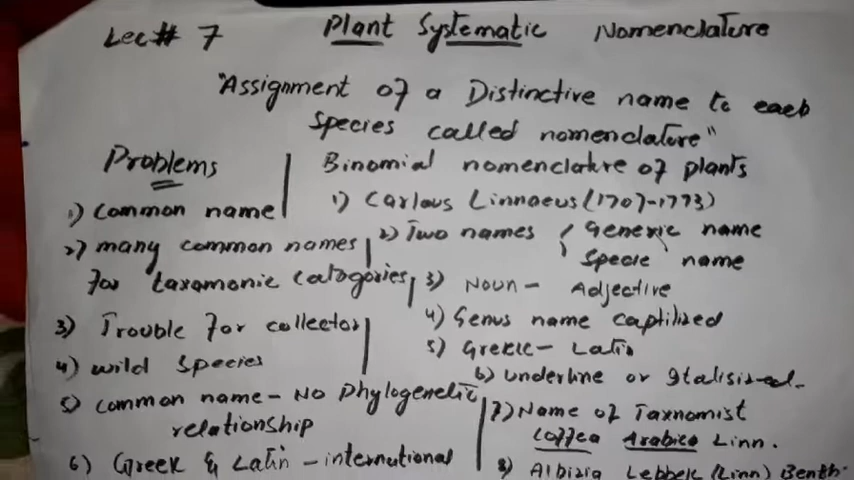 Lec# 7 Plant Systematic Nomenclature
"Assignment of a Distinctive name to each
Species called nomenclature"
Problems
1) Common name
2) many common names
for taxamonic catagories
3) Trouble for collector
4) wild species
5) common name - No Phylogenetic
relationship
6) Greek & Latin - international
Binomial nomenclature of plants
1) Carlous Linnaeus (1707-1773)
2) Two names Generic name
Specie name
3) Noun - Adjective
4) Genus name captilized
5) Grekic - Latin
6) underline or Italisized.
7) Name of Taxnomist
Coffea Arabica Linn.
8) Albizia Lebbek (Linn) Benth.